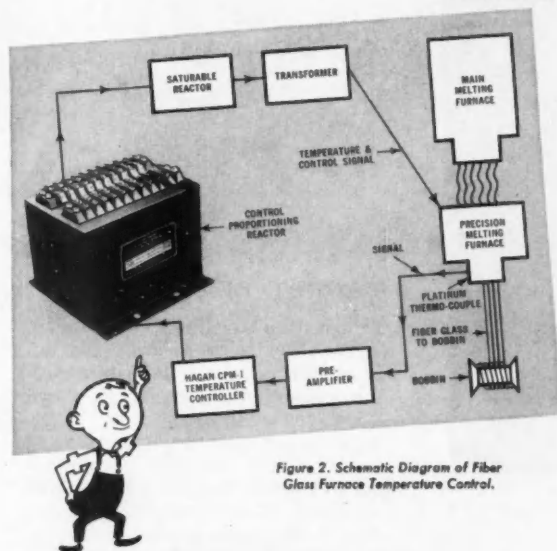 SATURABLE
REACTOR
TRANSFORMER
MAIN
MELTING
FURNACE
TEMPERATURE &
CONTROL SIGNAL
CONTROL
PROPORTIONING
REACTOR
PRECISION
MELTING
FURNACE
SIGNAL
PLATINUM
THERMO-COUPLE
FIBER GLASS
TO BOBBIN
HAGAN CPM-1
TEMPERATURE
CONTROLLER
PRE-
AMPLIFIER
BOBBIN
Figure 2. Schematic Diagram of Fiber
Glass Furnace Temperature Control.